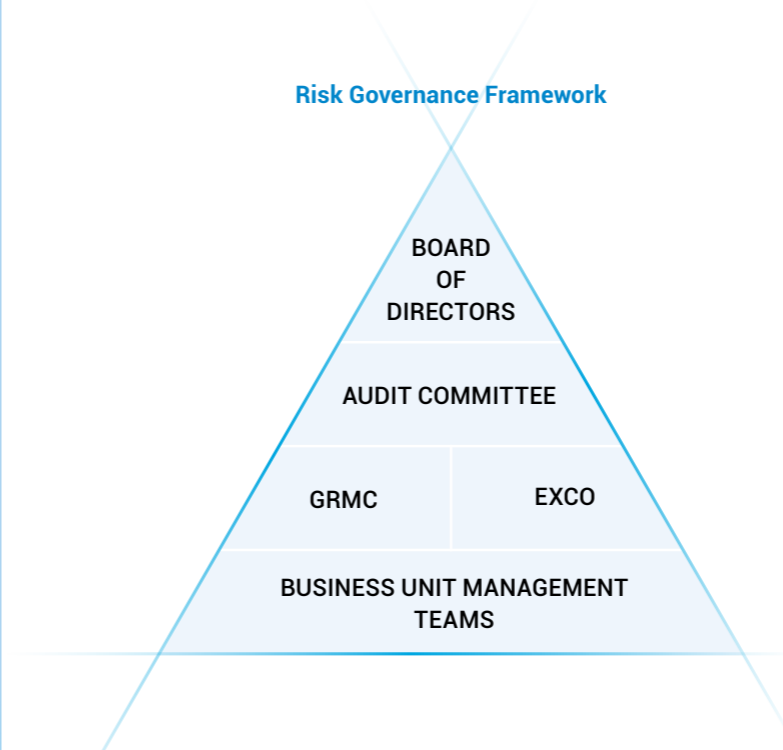 Risk Governance Framework
BOARD
OF
DIRECTORS
AUDIT COMMITTEE
GRMC
EXCO
BUSINESS UNIT MANAGEMENT
TEAMS